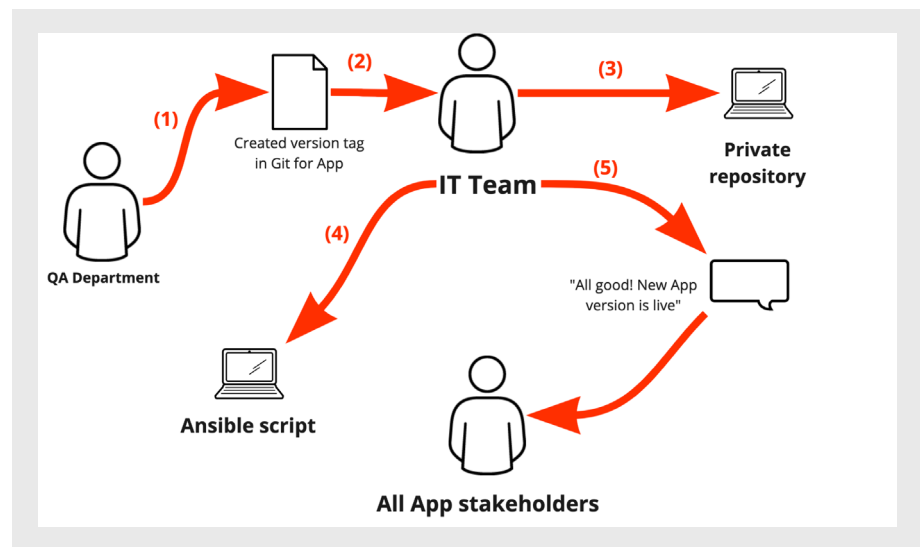 (1)
(2)
(3)
Created version tag
in Git for App
Private
repository
IT Team
(5)
(4)
QA Department
"All good! New App
version is live"
Ansible script
All App stakeholders